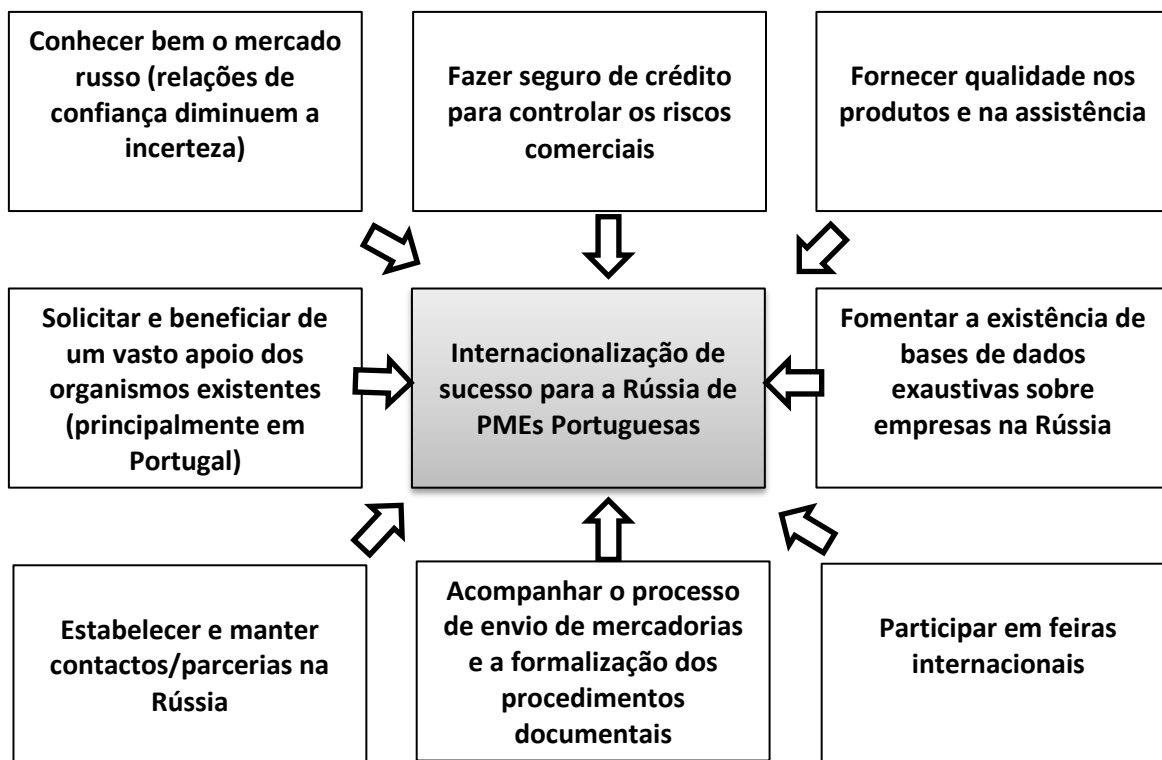 Conhecer bem o mercado
russo (relações de
confiança diminuem a
incerteza)
Fazer seguro de crédito
para controlar os riscos
comerciais
Fornecer qualidade nos
produtos e na assistência
Solicitar e beneficiar de
um vasto apoio dos
organismos existentes
(principalmente em
Portugal)
Internacionalização de
sucesso para a Rússia de
PMEs Portuguesas
Fomentar a existência de
bases de dados
exaustivas sobre
empresas na Rússia
Estabelecer e manter
contactos/parcerias na
Rússia
Acompanhar o processo
de envio de mercadorias
e a formalização dos
procedimentos
documentais
Participar em feiras
internacionais